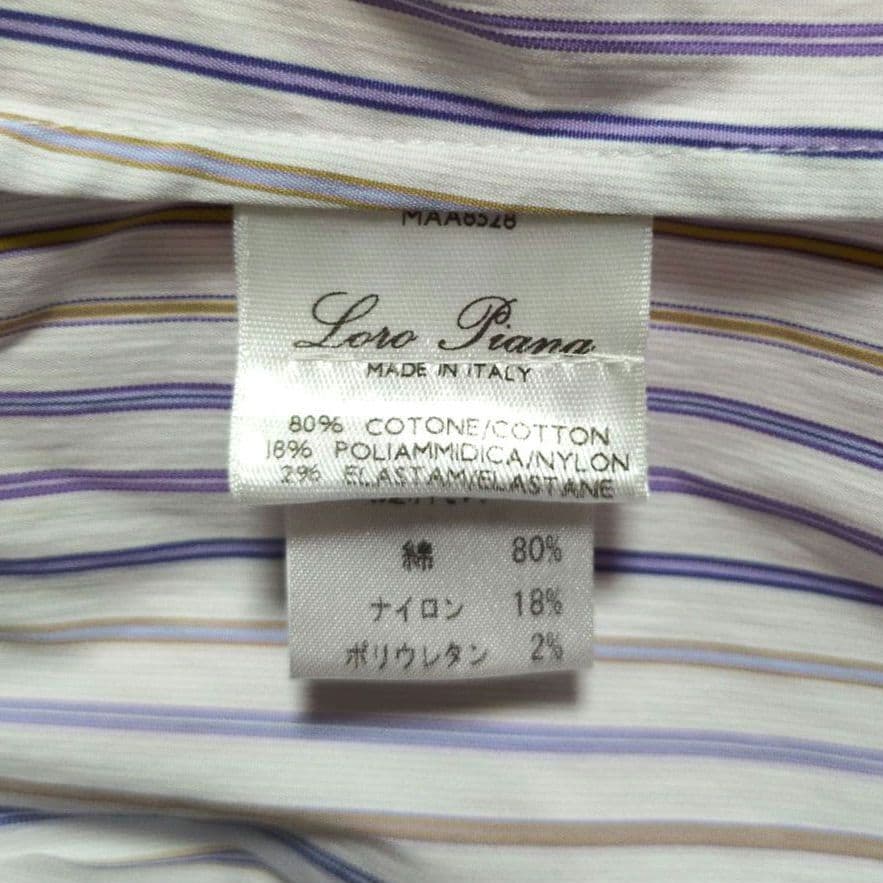 MAA8528
Loro Piana
MADE IN ITALY
80% COTONE/COTTON
18% POLIAMMIDICA/NYLON
2% ELASTAM/ELASTANE
綿 80%
ナイロン 18%
ポリウレタン 2%